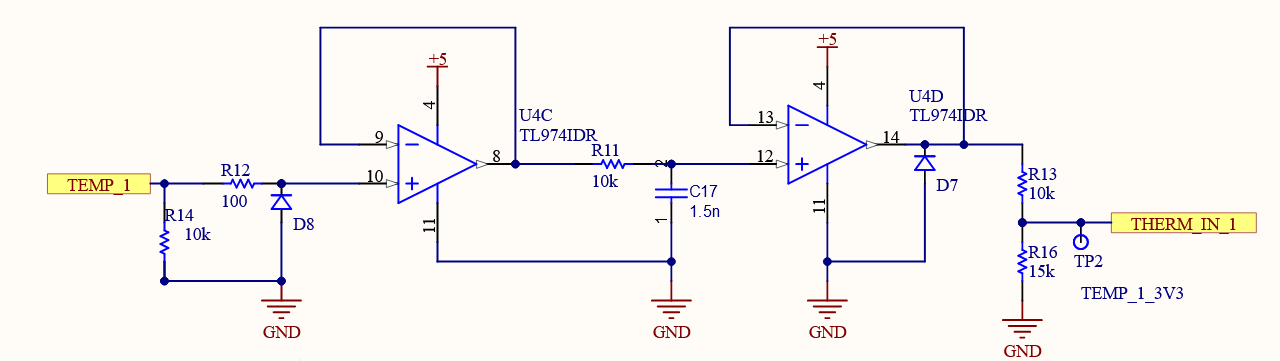 +5
+5
4
4
U4C
TL974IDR
U4D
TL974IDR
9
8
10
11
R12
100
TEMP_1
R14
10k
D8
GND
R11
10k
2
C17
1.5n
1
GND
13
14
12
11
D7
GND
R13
10k
THERM_IN_1
R16
15k
TP2
TEMP_1_3V3
GND